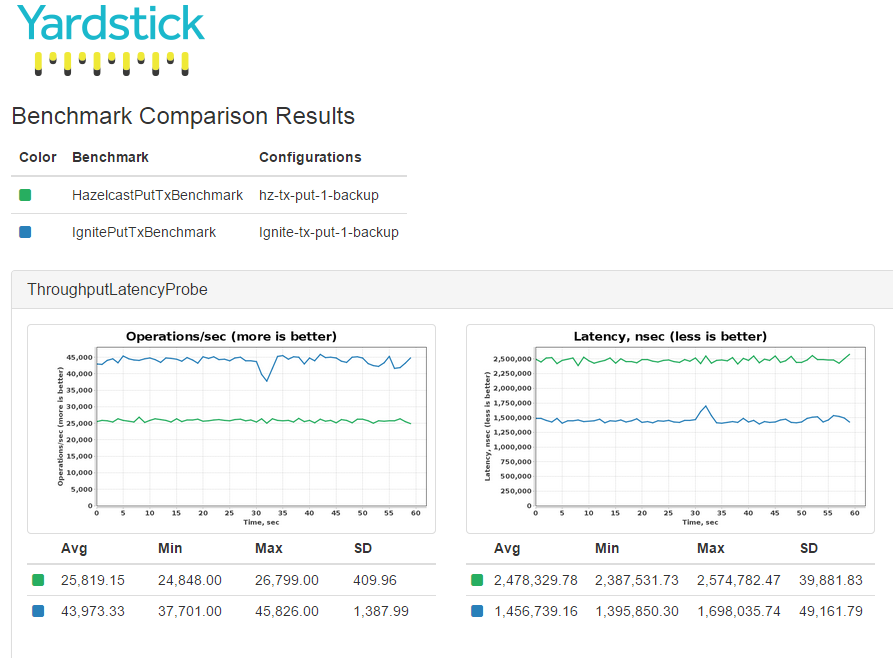 Yardstick
Benchmark Comparison Results
Color Benchmark Configurations
HazelcastPutTxBenchmark hz-tx-put-1-backup
IgnitePutTxBenchmark Ignite-tx-put-1-backup
ThroughputLatencyProbe
Operations/sec (more is better)
Operations/sec (more is better)
45,000
40,000
35,000
30,000
25,000
20,000
15,000
10,000
5,000
0
0 5 10 15 20 25 30 35 40 45 50 55 60
Time, sec
Avg Min Max SD
25,819.15 24,848.00 26,799.00 409.96
43,973.33 37,701.00 45,826.00 1,387.99
Latency, nsec (less is better)
Latency, nsec (less is better)
2,500,000
2,250,000
2,000,000
1,750,000
1,500,000
1,250,000
1,000,000
750,000
500,000
250,000
0
0 5 10 15 20 25 30 35 40 45 50 55 60
Time, sec
Avg Min Max SD
2,478,329.78 2,387,531.73 2,574,782.47 39,881.83
1,456,739.16 1,395,850.30 1,698,035.74 49,161.79